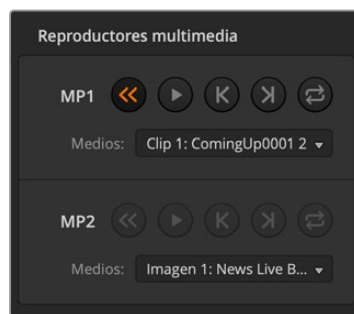 Reproductores multimedia
MP1
Medios: Clip 1: ComingUp0001 2
MP2
Medios: Imagen 1: News Live B...